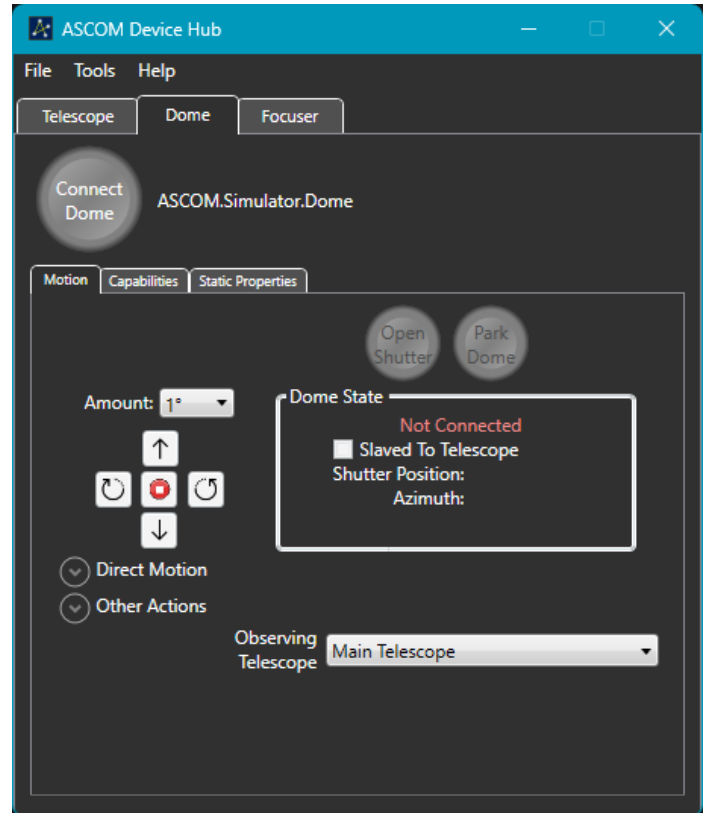 ASCOM Device Hub
File Tools Help
Telescope Dome Focuser
Connect
Dome
ASCOM.Simulator.Dome
Motion Capabilities Static Properties
Open
Shutter
Park
Dome
Amount: 1°
Dome State
Not Connected
Slaved To Telescope
Shutter Position:
Azimuth:
Direct Motion
Other Actions
Observing
Telescope
Main Telescope